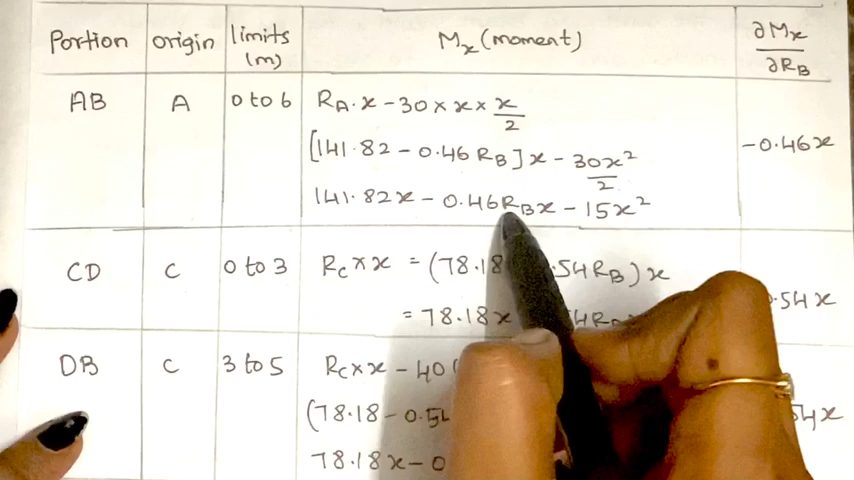 Portion origin limits (m) Mx (moment) ∂Mx/∂RB
AB A 0 to 6 RA.x - 30 × x × x/2
[141.82 - 0.46 RB] x - 30x²/2 -0.46x
141.82x - 0.46RBx - 15x²
CD C 0 to 3 Rc × x = (78.18 .54RB) x
= 78.18x .54x
DB C 3 to 5 Rc × x - 40
(78.18 - 0.54 54x
78.18x - 0